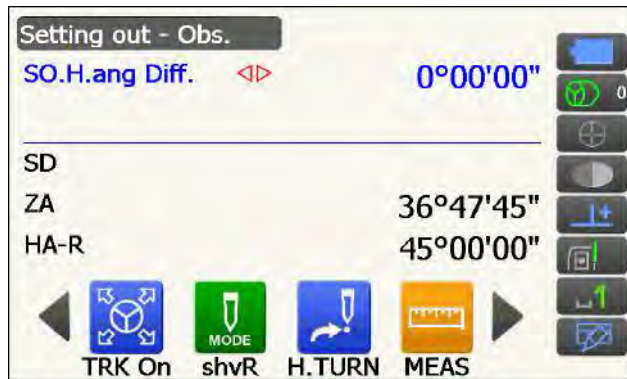 Setting out - Obs.
SO.H.ang Diff. 0°00'00"
0
SD
ZA 36°47'45"
HA-R 45°00'00"
MODE
TRK On shvR H.TURN MEAS